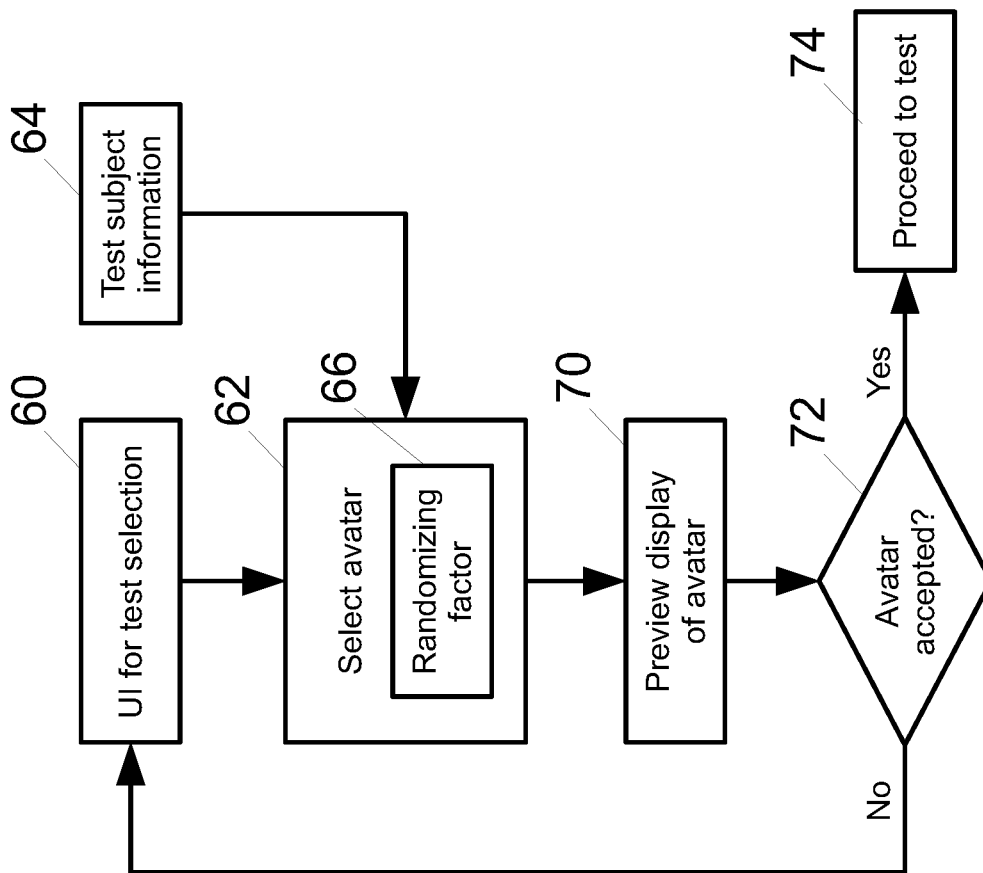 60
UI for test selection
64
Test subject
information
62
Select avatar
66
Randomizing
factor
70
Preview display
of avatar
72
Avatar
accepted?
No
Yes
74
Proceed to test